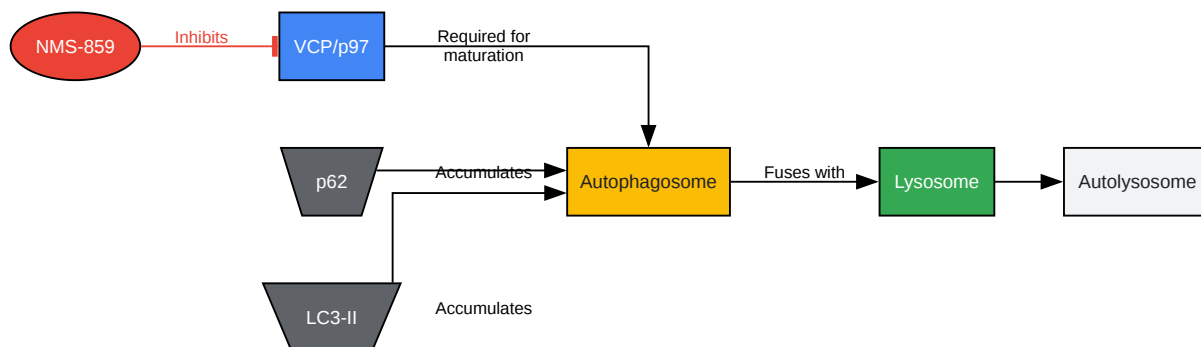 NMS-859
Inhibits
VCP/p97
Required for
maturation
p62
Accumulates
Autophagosome
Fuses with
Lysosome
Autolysosome
LC3-II
Accumulates